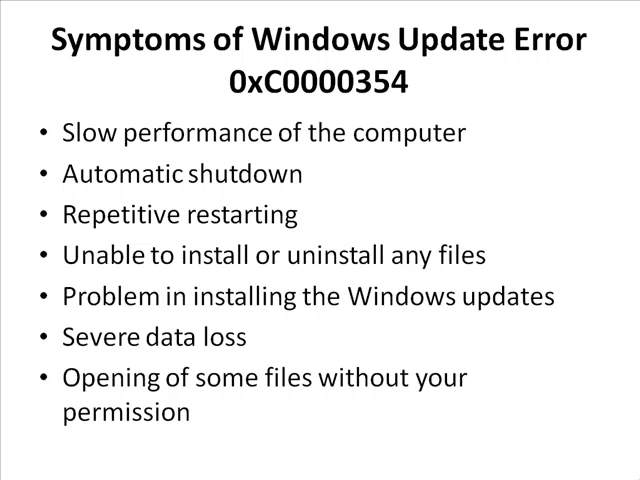 Symptoms of Windows Update Error
0xC0000354
• Slow performance of the computer
• Automatic shutdown
• Repetitive restarting
• Unable to install or uninstall any files
• Problem in installing the Windows updates
• Severe data loss
• Opening of some files without your
permission